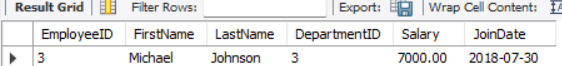 Result Grid Filter Rows: Export: Wrap Cell Content:
EmployeeID FirstName LastName DepartmentID Salary JoinDate
3 Michael Johnson 3 7000.00 2018-07-30